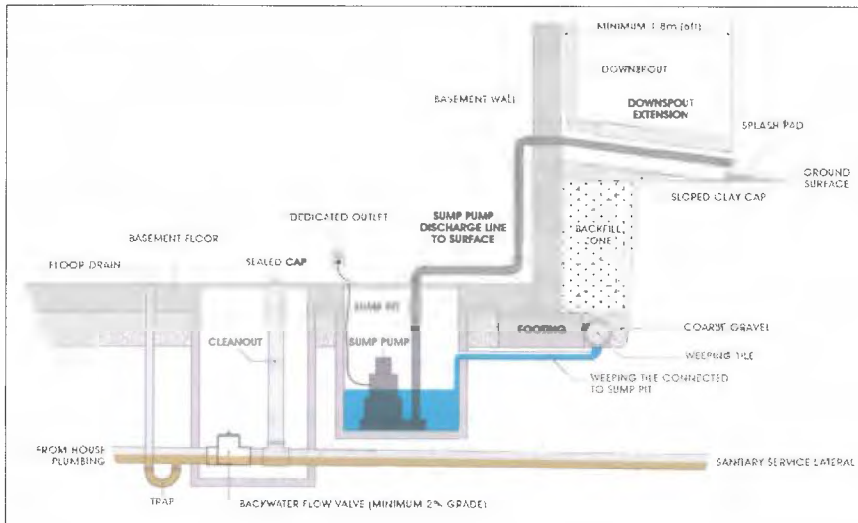 MINIMUM 1.8m (6ft)
DOWNSPOUT
BASEMENT WALL
DOWNSPOUT
EXTENSION
SPLASH PAD
GROUND
SURFACE
SLOPED CLAY CAP
DEDICATED OUTLET
SUMP PUMP
DISCHARGE LINE
TO SURFACE
BACKFILL
ZONE
BASEMENT FLOOR
FLOOR DRAIN
SEALED CAP
SUMP PIT
FOOTING
COARSE GRAVEL
CLEANOUT
SUMP PUMP
WEEPING TILE
WEEPING TILE CONNECTED
TO SUMP PIT
FROM HOUSE
PLUMBING
SANITARY SERVICE LATERAL
TRAP
BACKWATER FLOW VALVE (MINIMUM 2% GRADE)